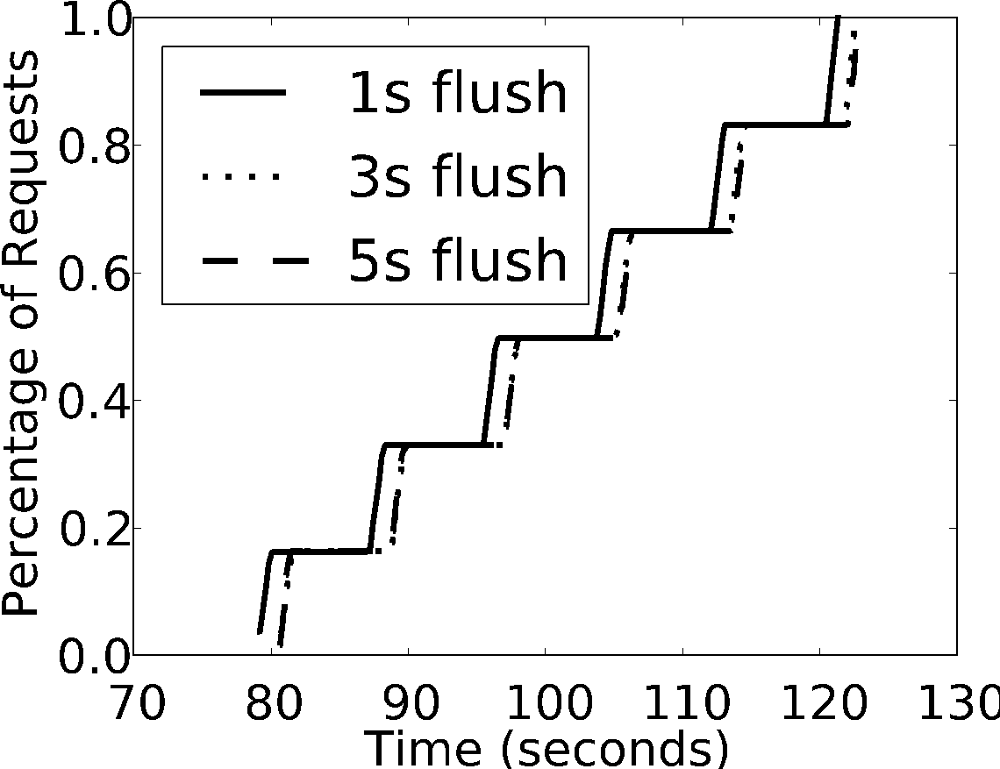 Percentage of Requests
1.0
0.8
0.6
0.4
0.2
0.0
1s flush
3s flush
5s flush
70 80 90 100 110 120 130
Time (seconds)